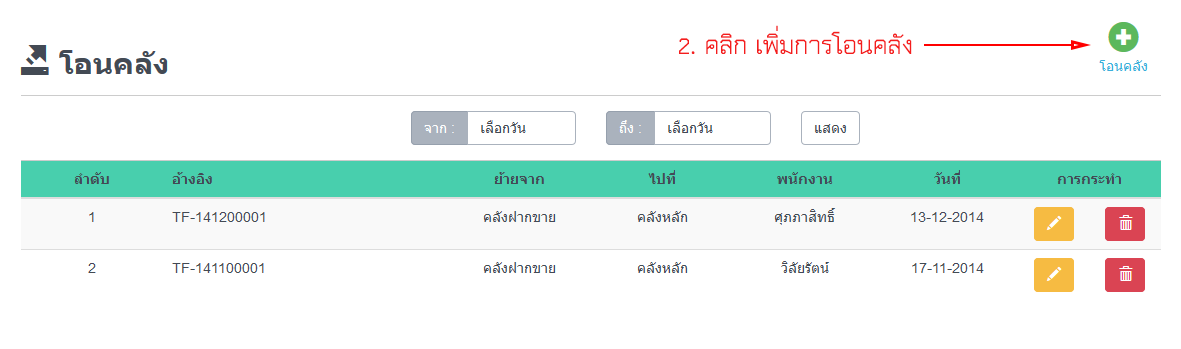 2. คลิก เพิ่มการโอนคลัง
โอนคลัง
โอนคลัง
จาก : เลือกวัน ถึง : เลือกวัน แสดง
ลำดับ อ้างอิง ย้ายจาก ไปที่ พนักงาน วันที่ การกระทำ
1 TF-141200001 คลังฝากขาย คลังหลัก ศุภภาสิทธิ์ 13-12-2014
2 TF-141100001 คลังฝากขาย คลังหลัก วิลัยรัตน์ 17-11-2014